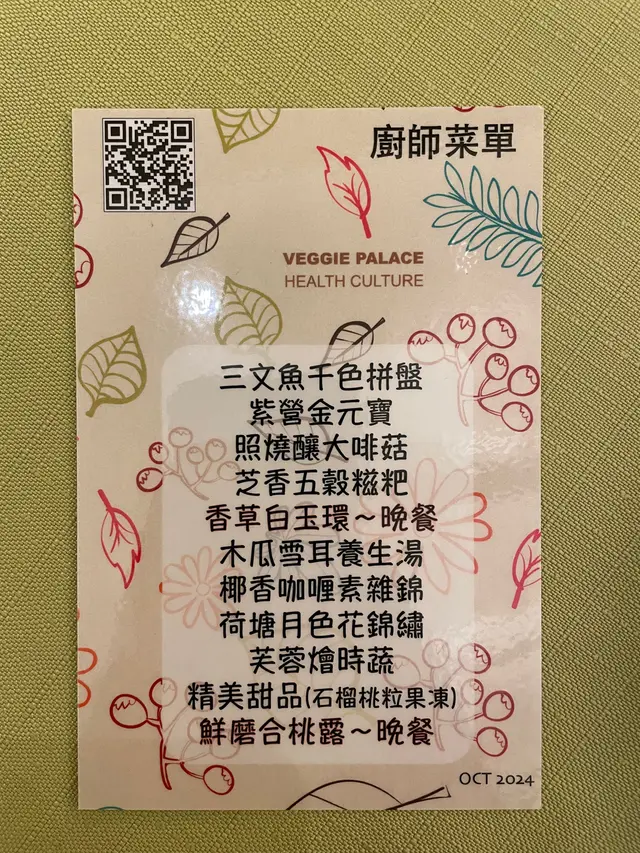 廚師菜單
VEGGIE PALACE
HEALTH CULTURE
三文魚千色拼盤
紫營金元寶
照燒釀大啡菇
芝香五穀糍粑
香草白玉環～晚餐
木瓜雪耳養生湯
椰香咖喱素雜錦
荷塘月色花錦繡
芙蓉燴時蔬
精美甜品(石榴桃粒果凍)
鮮磨合桃露～晚餐
OCT 2024